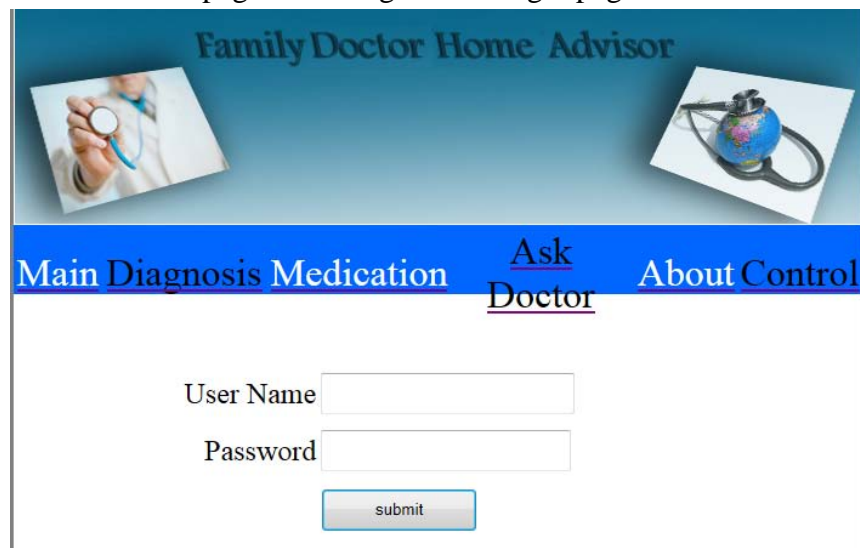 Family Doctor Home Advisor
Main Diagnosis Medication Ask Doctor About Control
User Name
Password
submit